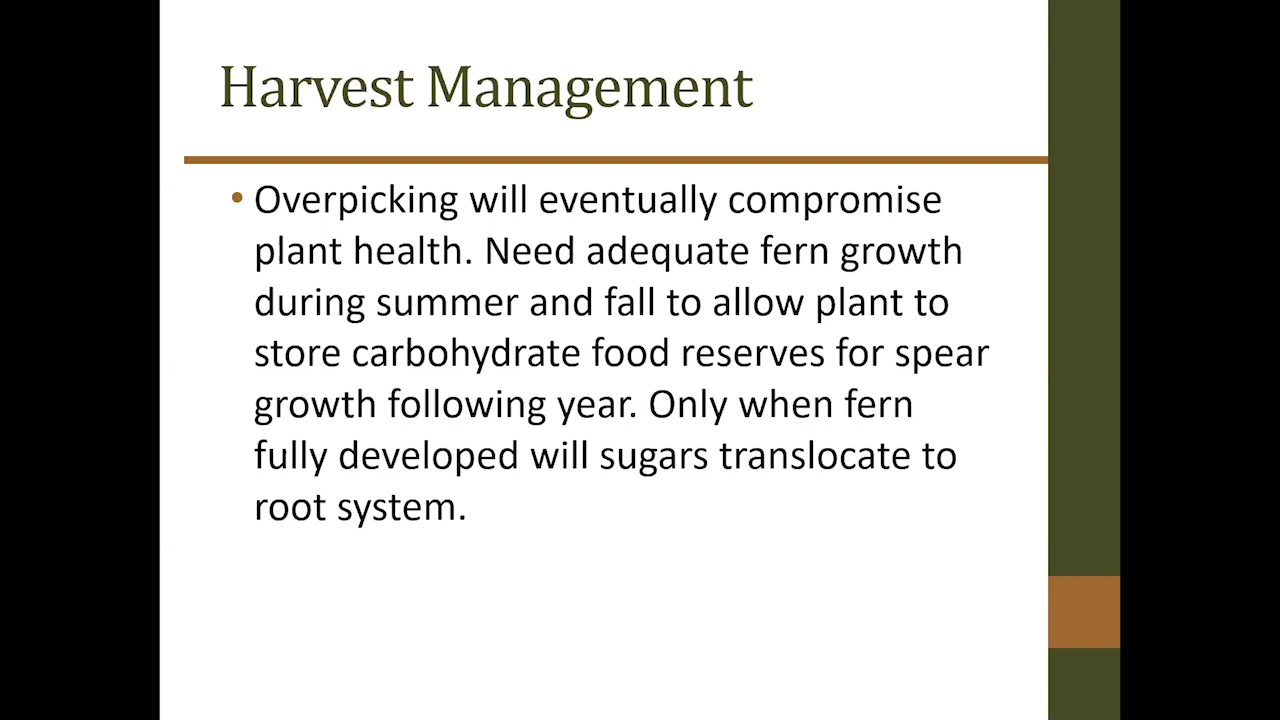 Harvest Management
• Overpicking will eventually compromise
plant health. Need adequate fern growth
during summer and fall to allow plant to
store carbohydrate food reserves for spear
growth following year. Only when fern
fully developed will sugars translocate to
root system.